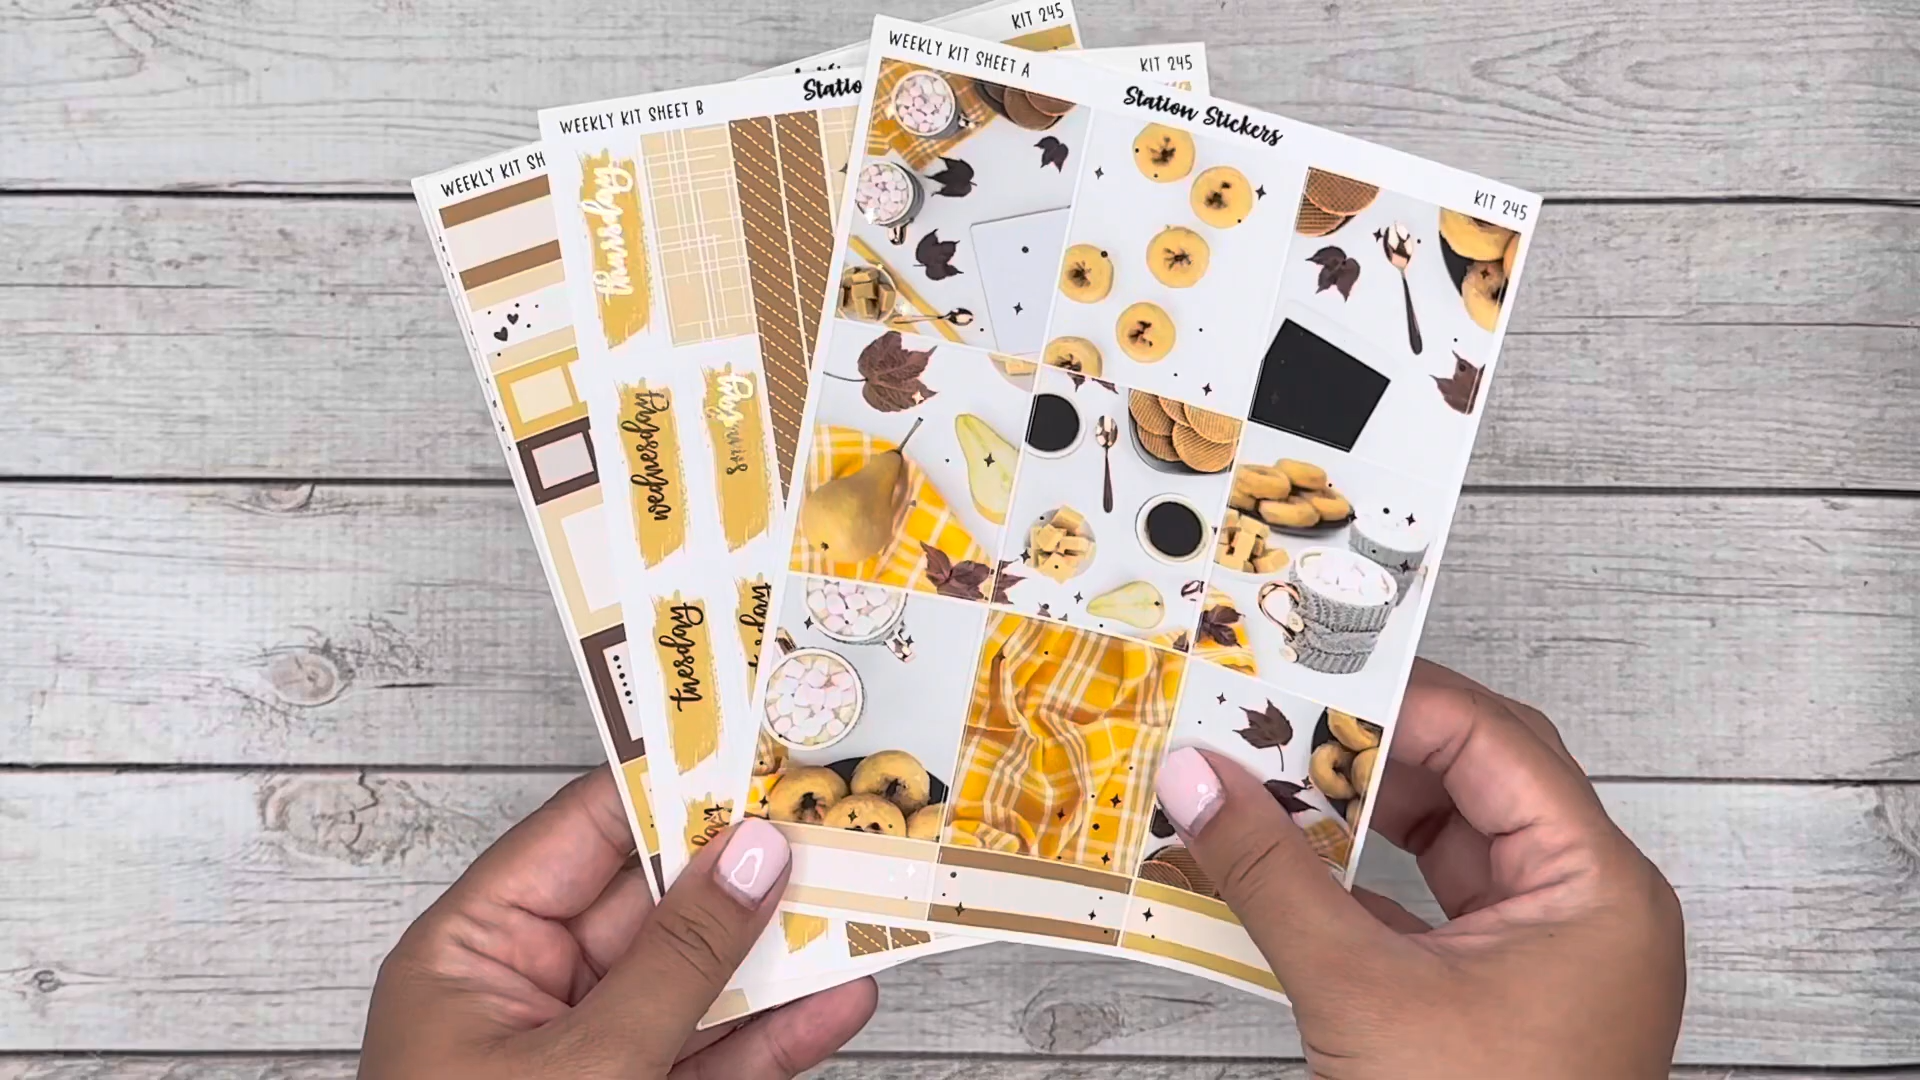 KIT 245
KIT 245
WEEKLY KIT SHEET A
Station Stickers
KIT 245
WEEKLY KIT SHEET B
Statio
WEEKLY KIT SH
thursday
wednesday
tuesday